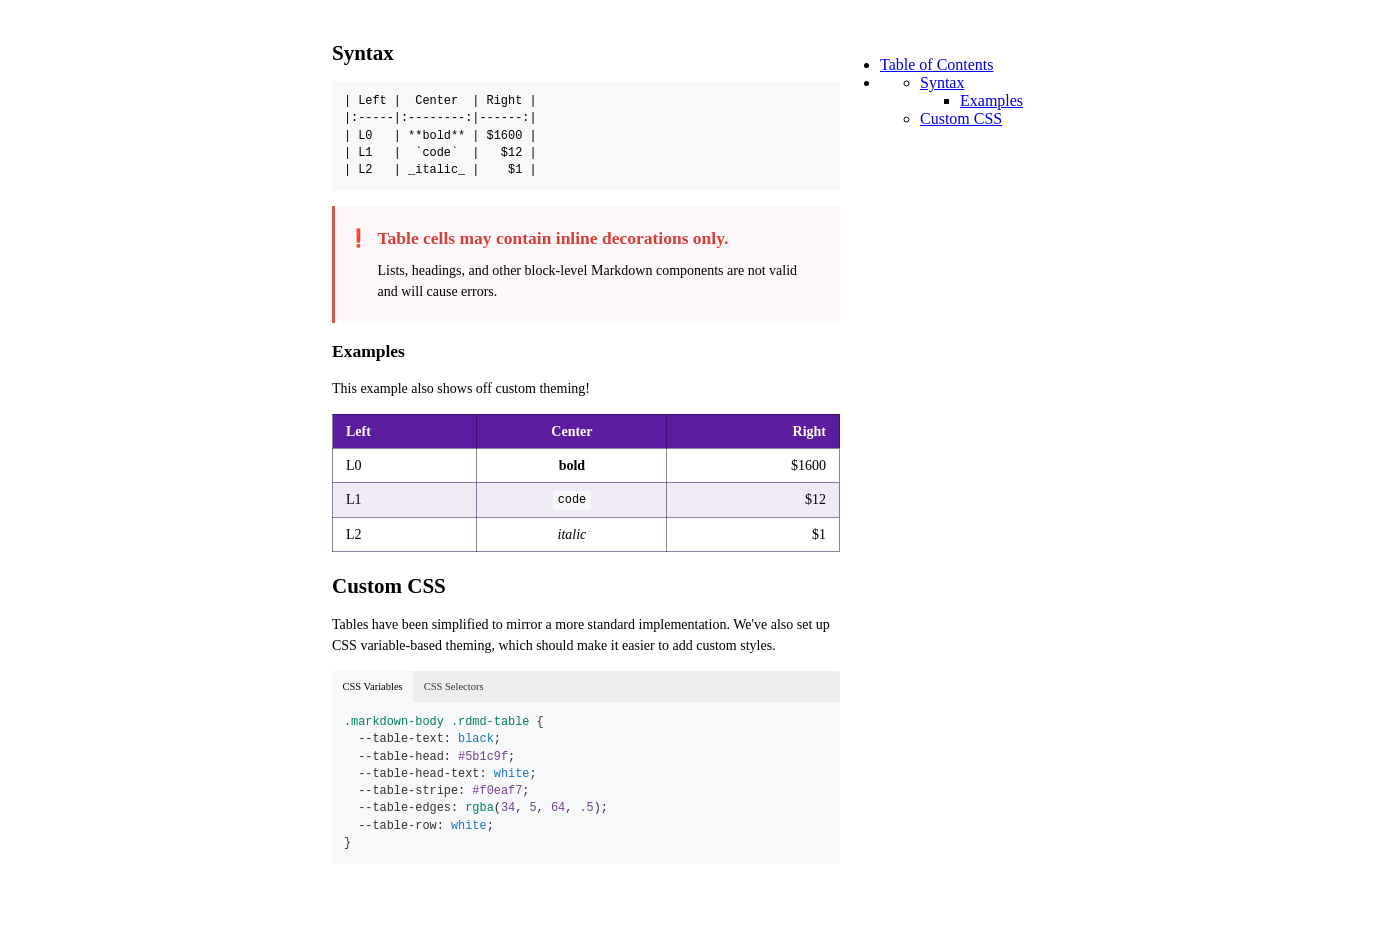 Syntax
| Left |  Center  | Right |
|:-----|:--------:|------:|
| L0   | **bold** | $1600 |
| L1   |  `code`  |   $12 |
| L2   | _italic_ |    $1 |
❗ Table cells may contain inline decorations only.
Lists, headings, and other block-level Markdown components are not valid
and will cause errors.
Examples
This example also shows off custom theming!
Left Center Right
L0 bold $1600
L1 code $12
L2 italic $1
Custom CSS
Tables have been simplified to mirror a more standard implementation. We've also set up
CSS variable-based theming, which should make it easier to add custom styles.
CSS Variables CSS Selectors
.markdown-body .rdmd-table {
  --table-text: black;
  --table-head: #5b1c9f;
  --table-head-text: white;
  --table-stripe: #f0eaf7;
  --table-edges: rgba(34, 5, 64, .5);
  --table-row: white;
}
Table of Contents
Syntax
Examples
Custom CSS